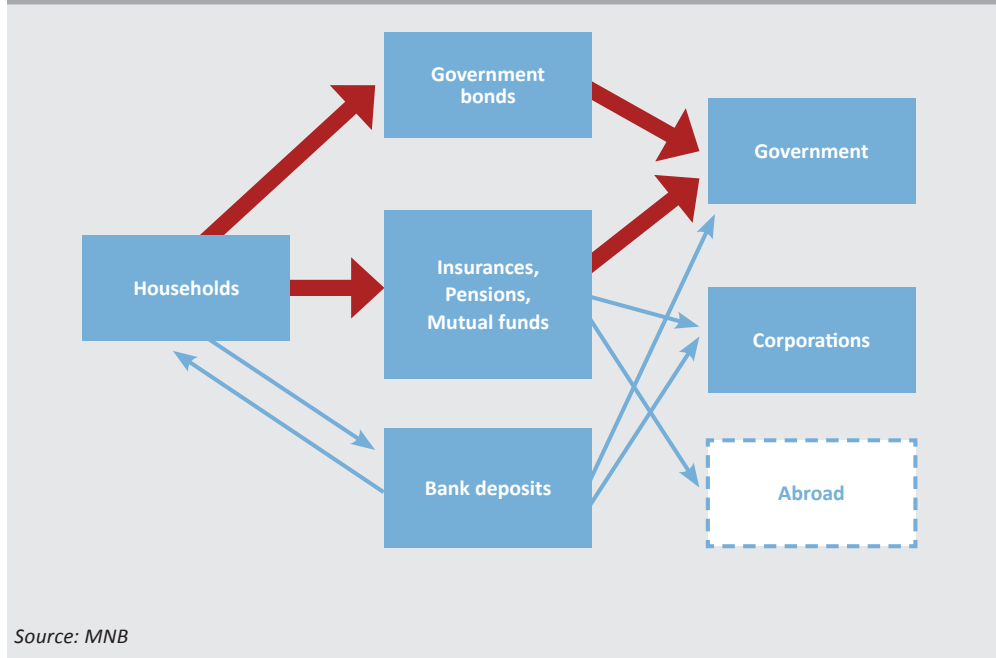 Government
bonds
Government
Households
Insurances,
Pensions,
Mutual funds
Corporations
Bank deposits
Abroad
Source: MNB